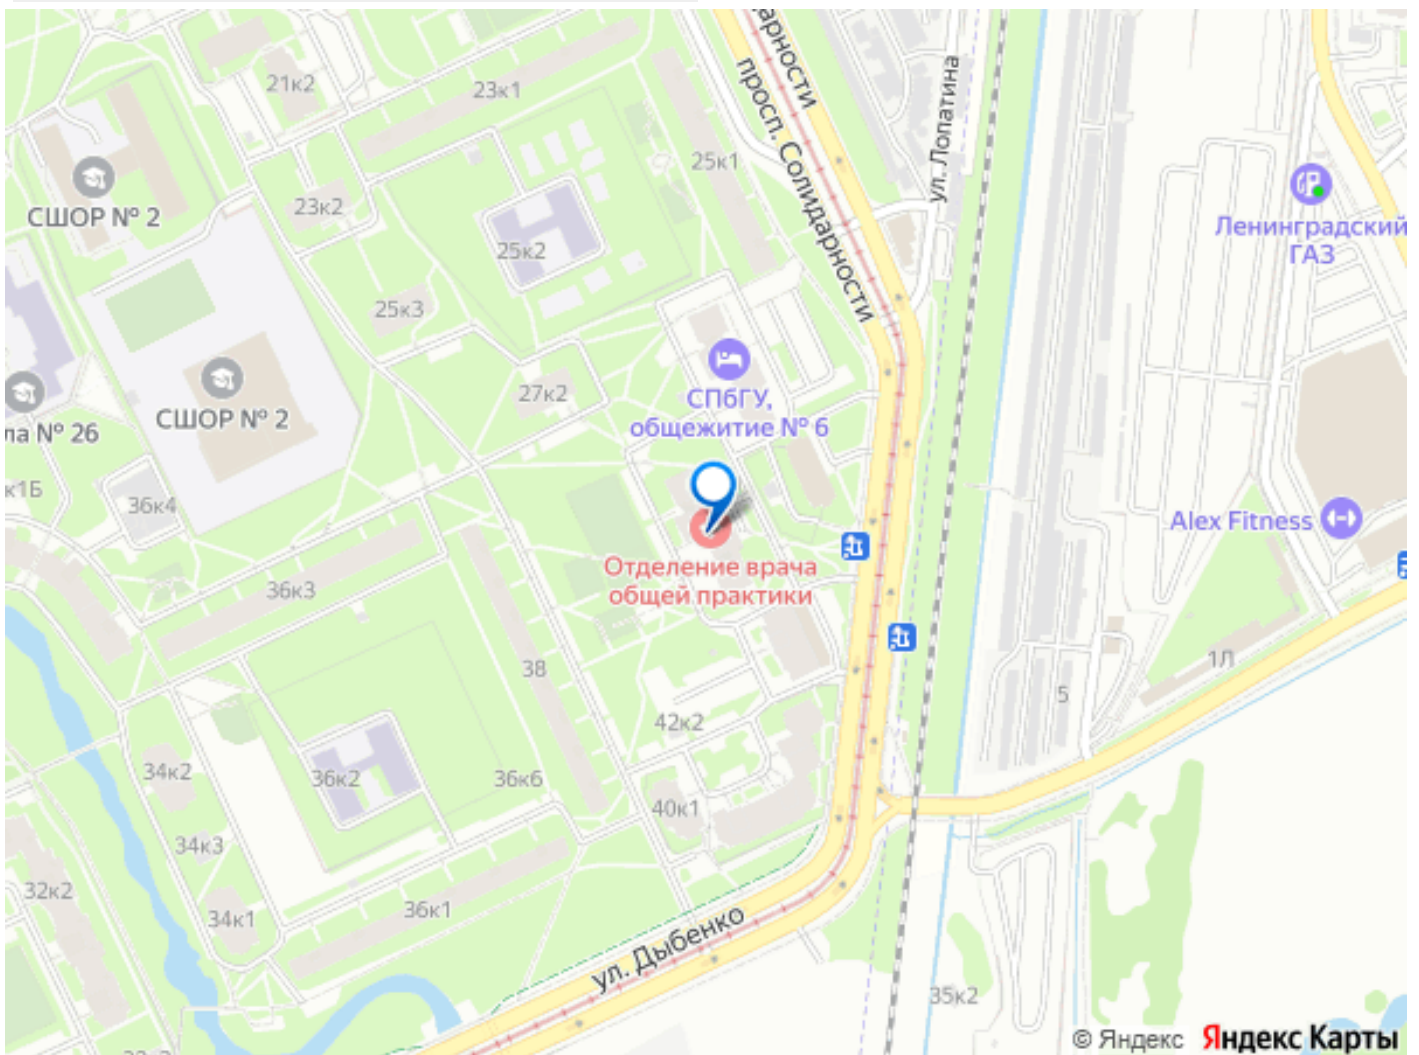 дарности
просп. Солидарности
ул. Лопатина
21к2
23к1
25к1
СШОР № 2
23к2
25к2
Ленинградский
ГАЗ
25к3
СПбГУ,
общежитие № 6
27к2
СШОР № 2
ла № 26
к1Б
36к4
Alex Fitness
Отделение врача
общей практики
36к3
38
1Л
5
42к2
34к2
36к2
36к6
40к1
34к3
32к2
34к1
36к1
ул. Дыбенко
35к2
© Яндекс Яндекс Карты